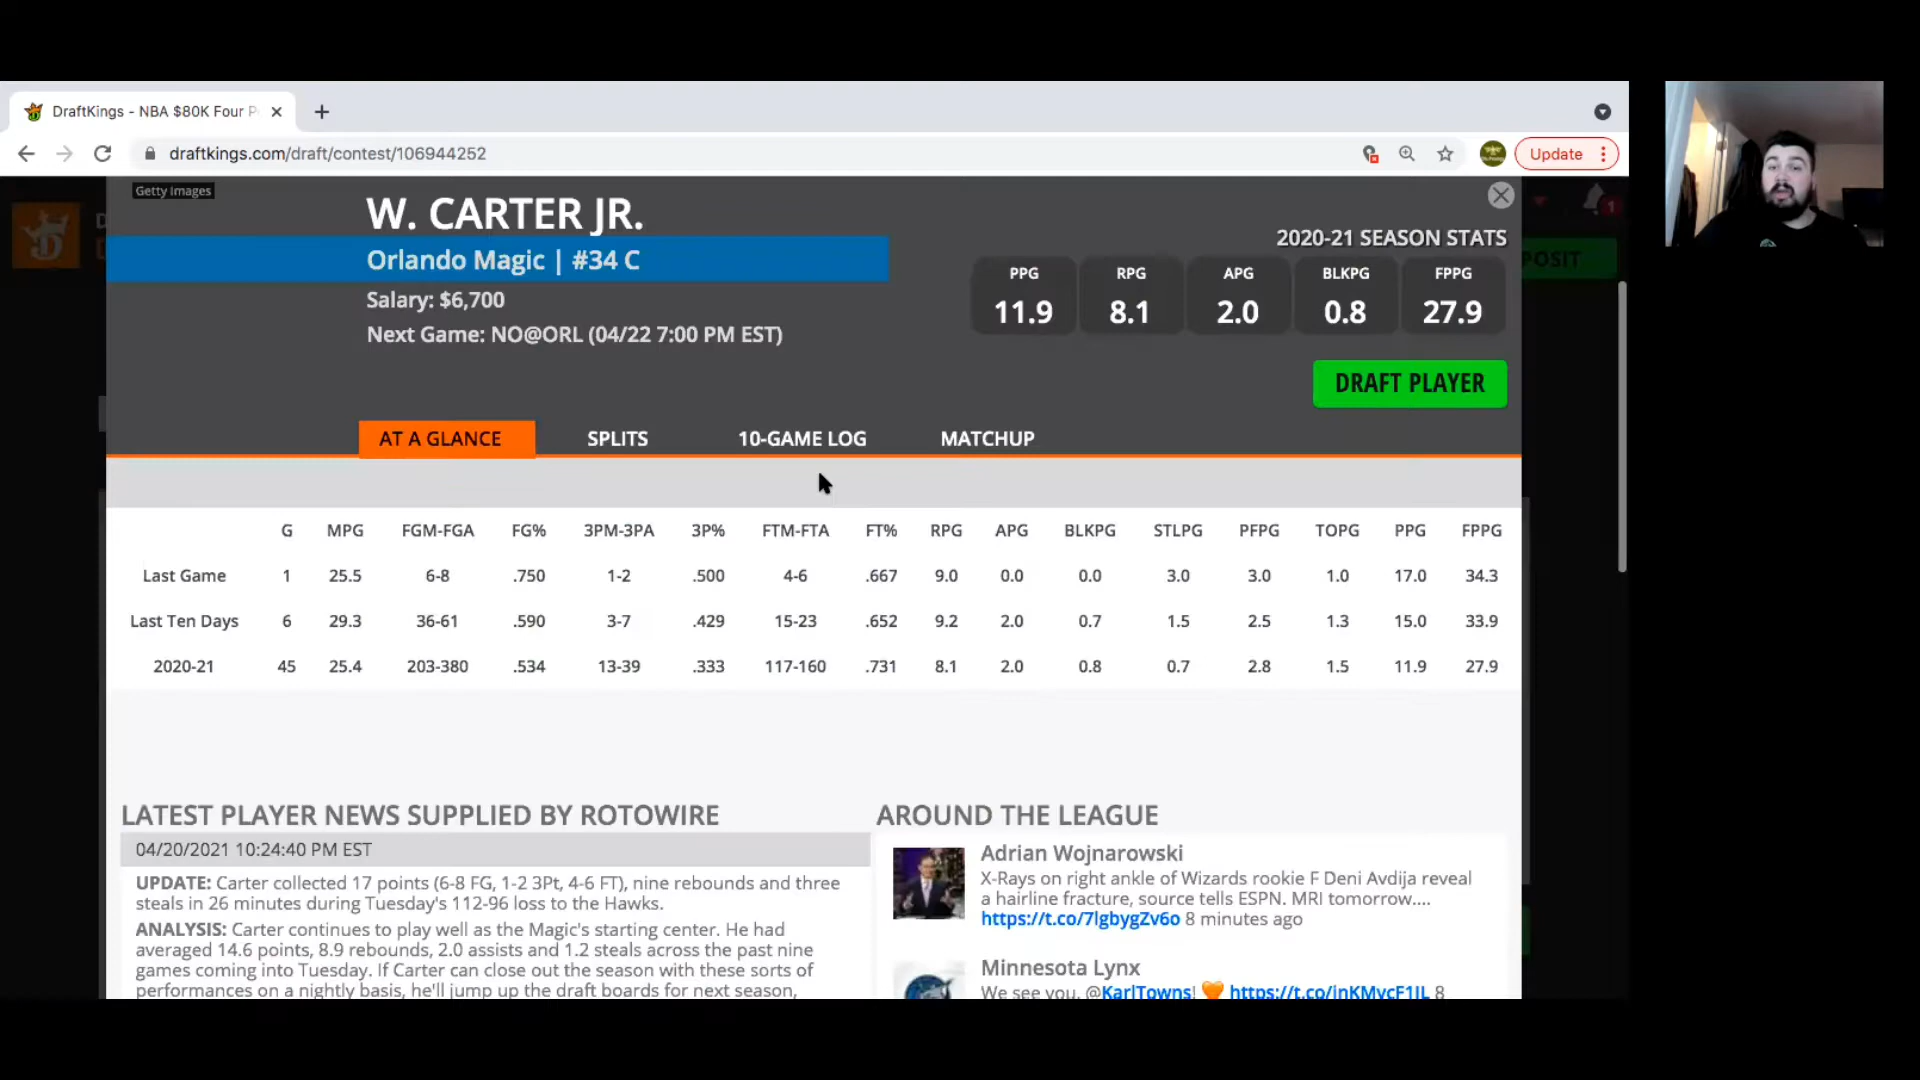 DraftKings - NBA $80K Four P
draftkings.com/draft/contest/106944252
Update
Getty Images
W. CARTER JR.
Orlando Magic | #34 C
Salary: $6,700
Next Game: NO@ORL (04/22 7:00 PM EST)
2020-21 SEASON STATS
PPG RPG APG BLKPG FPPG
11.9 8.1 2.0 0.8 27.9
1
DRAFT PLAYER
AT A GLANCE SPLITS 10-GAME LOG MATCHUP
G MPG FGM-FGA FG% 3PM-3PA 3P% FTM-FTA FT% RPG APG BLKPG STLPG PFPG TOPG PPG FPPG
Last Game 1 25.5 6-8 .750 1-2 .500 4-6 .667 9.0 0.0 0.0 3.0 3.0 1.0 17.0 34.3
Last Ten Days 6 29.3 36-61 .590 3-7 .429 15-23 .652 9.2 2.0 0.7 1.5 2.5 1.3 15.0 33.9
2020-21 45 25.4 203-380 .534 13-39 .333 117-160 .731 8.1 2.0 0.8 0.7 2.8 1.5 11.9 27.9
LATEST PLAYER NEWS SUPPLIED BY ROTOWIRE
04/20/2021 10:24:40 PM EST
UPDATE: Carter collected 17 points (6-8 FG, 1-2 3Pt, 4-6 FT), nine rebounds and three
steals in 26 minutes during Tuesday's 112-96 loss to the Hawks.
ANALYSIS: Carter continues to play well as the Magic's starting center. He had
averaged 14.6 points, 8.9 rebounds, 2.0 assists and 1.2 steals across the past nine
games coming into Tuesday. If Carter can close out the season with these sorts of
performances on a nightly basis, he'll jump up the draft boards for next season,
AROUND THE LEAGUE
Adrian Wojnarowski
X-Rays on right ankle of Wizards rookie F Deni Avdija reveal
a hairline fracture, source tells ESPN. MRI tomorrow....
https://t.co/7lgbygZv6o 8 minutes ago
Minnesota Lynx
We see you, @KarlTowns! 🧡 https://t.co/jnKMvcF1IL 8